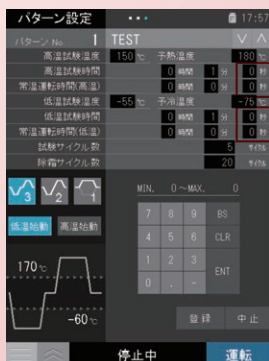 パターン設定 17:57
パターン No. 1 TEST
高温試験温度 150 ℃ 予熱温度 180 ℃
高温試験時間 0 時間 1 分 0 秒
常温運転時間(高温) 0 時間 0 分 0 秒
低温試験温度 -55 ℃ 予冷温度 -75 ℃
低温試験時間 0 時間 1 分 0 秒
常温運転時間(低温) 0 時間 0 分 0 秒
試験サイクル数 5 サイクル
除霜サイクル数 20 サイクル
3 2 1
MIN. 0～MAX. 0
7 8 9 BS
低温始動 高温始動
4 5 6 CLR
1 2 3
170 ℃
ENT
0 . -
-60 ℃
登録 中止
停止中 運転